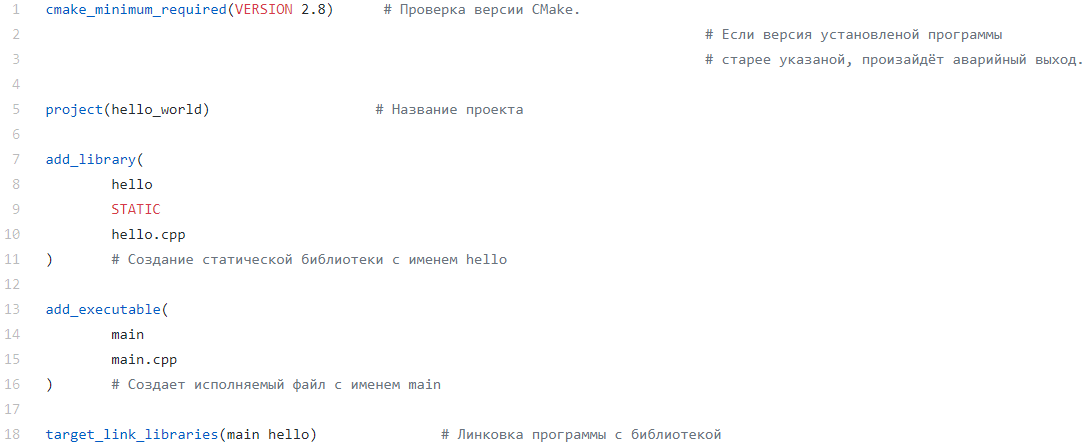 1 cmake_minimum_required(VERSION 2.8) # Проверка версии CMake.
2 # Если версия установленой программы
3 # старее указаной, произайдёт аварийный выход.
4
5 project(hello_world) # Название проекта
6
7 add_library(
8 hello
9 STATIC
10 hello.cpp
11 ) # Создание статической библиотеки с именем hello
12
13 add_executable(
14 main
15 main.cpp
16 ) # Создает исполняемый файл с именем main
17
18 target_link_libraries(main hello) # Линковка программы с библиотекой